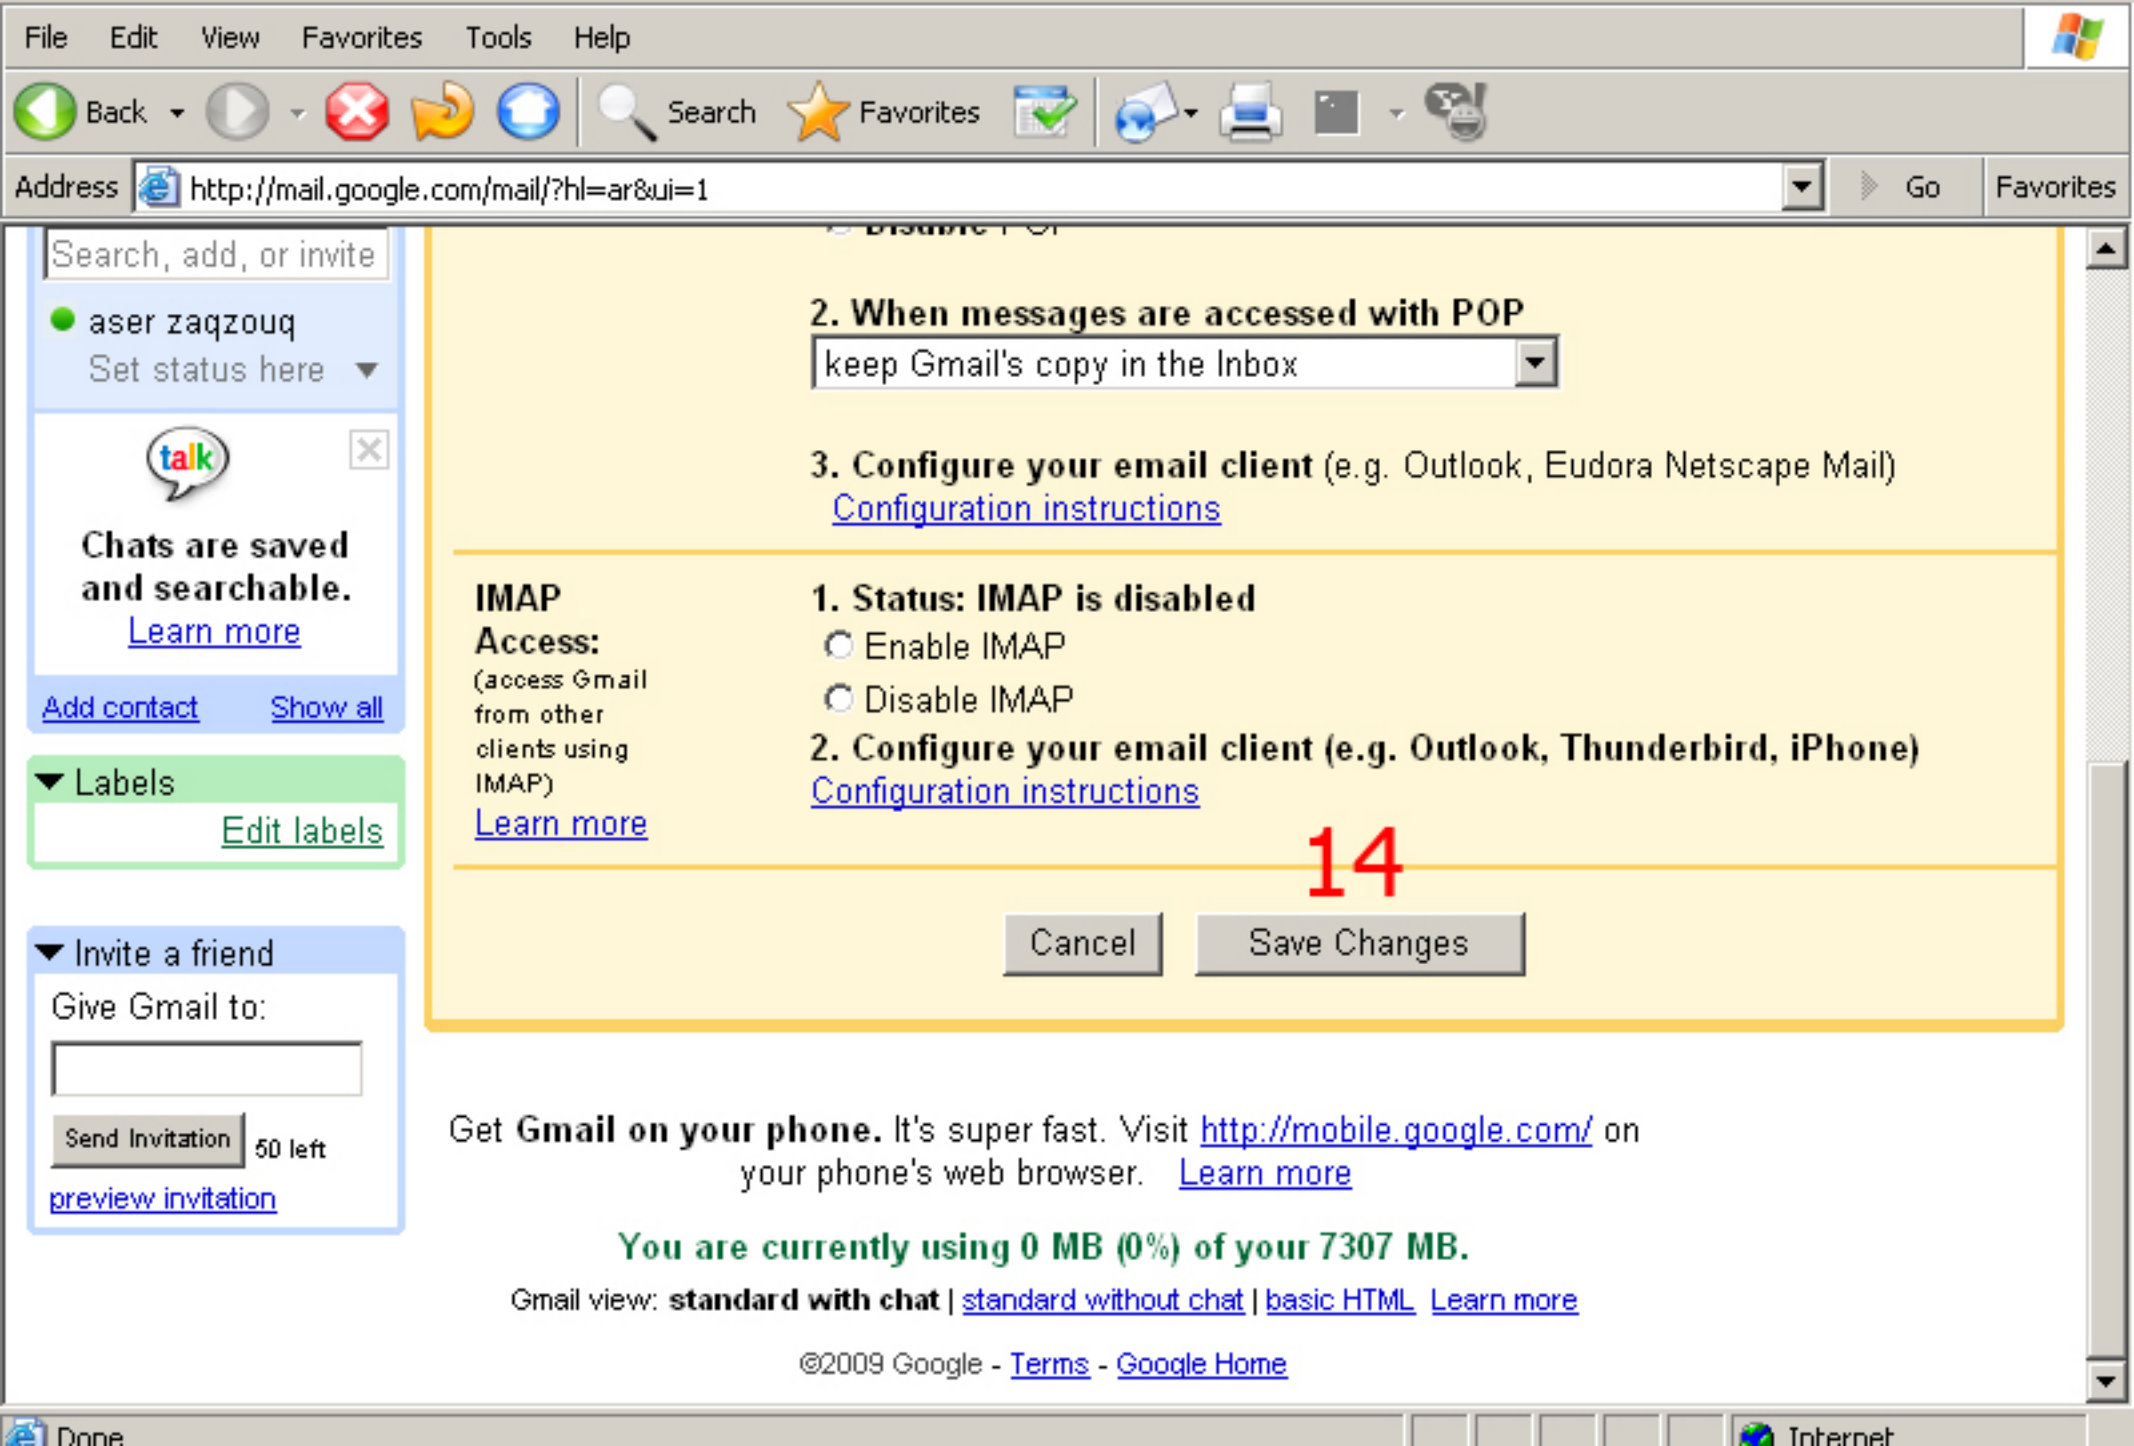 File Edit View Favorites Tools Help
Back Search Favorites
Address http://mail.google.com/mail/?hl=ar&ui=1 Go Favorites
Search, add, or invite
aser zaqzouq
Set status here
talk
Chats are saved
and searchable.
Learn more
Add contact Show all
Labels
Edit labels
Invite a friend
Give Gmail to:
Send Invitation 50 left
preview invitation
Disable POP
2. When messages are accessed with POP
keep Gmail's copy in the Inbox
3. Configure your email client (e.g. Outlook, Eudora Netscape Mail)
Configuration instructions
IMAP
Access:
(access Gmail
from other
clients using
IMAP)
Learn more
1. Status: IMAP is disabled
Enable IMAP
Disable IMAP
2. Configure your email client (e.g. Outlook, Thunderbird, iPhone)
Configuration instructions
14
Cancel Save Changes
Get Gmail on your phone. It's super fast. Visit http://mobile.google.com/ on
your phone's web browser. Learn more
You are currently using 0 MB (0%) of your 7307 MB.
Gmail view: standard with chat | standard without chat | basic HTML Learn more
©2009 Google - Terms - Google Home
Done Internet